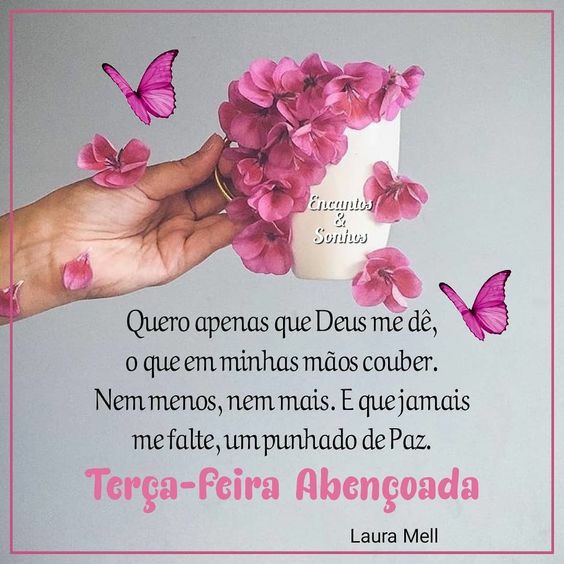 Encantos
&
Sonhos
Quero apenas que Deus me dê,
o que em minhas mãos couber.
Nem menos, nem mais. E que jamais
me falte, um punhado de Paz.
Terça-Feira Abençoada
Laura Mell